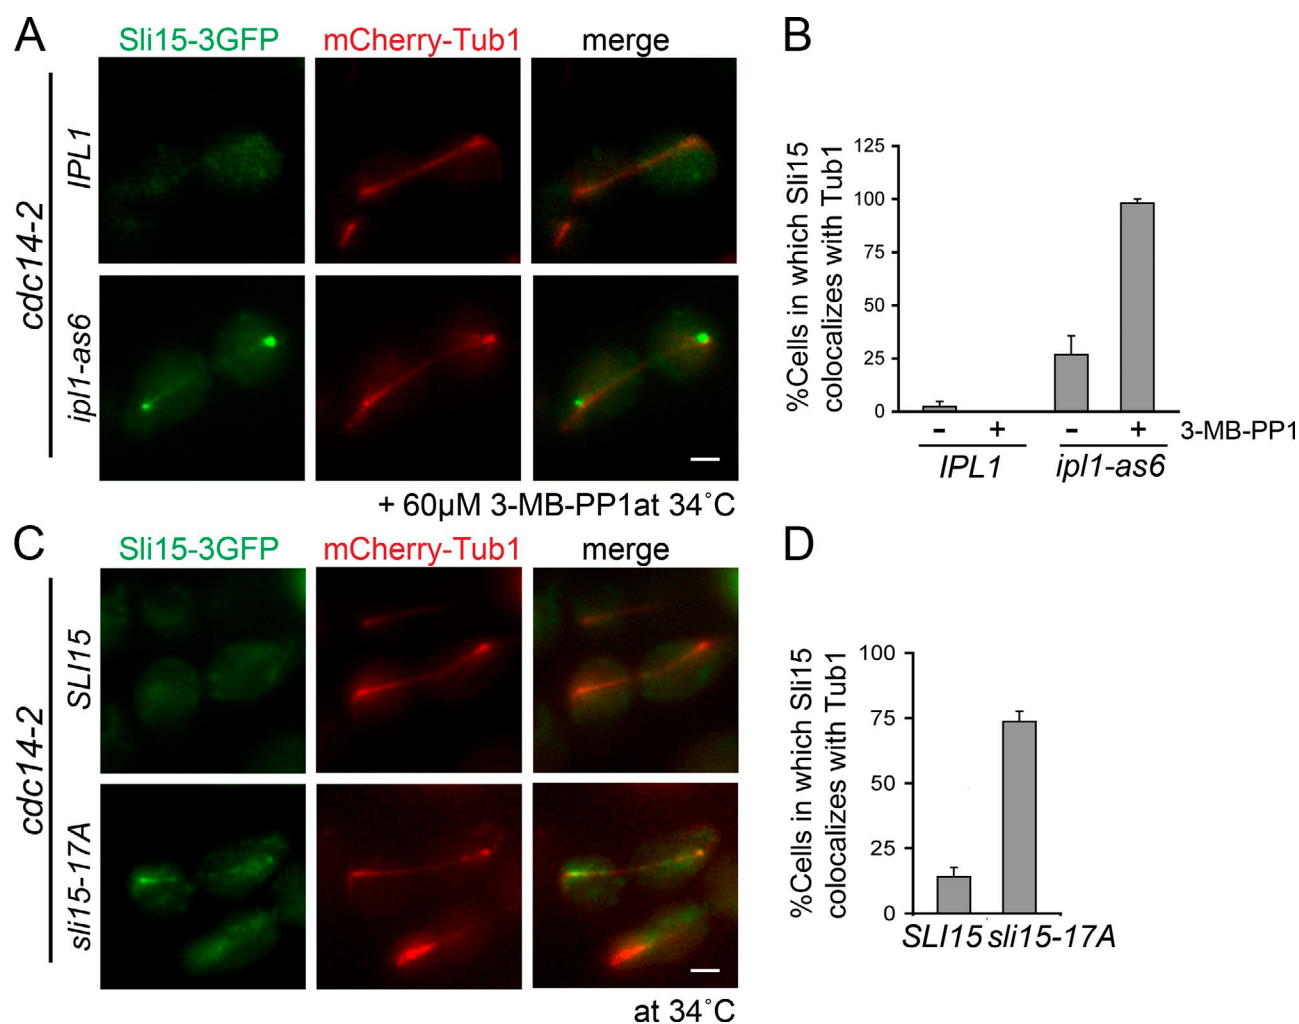 A
Sli15-3GFP mCherry-Tub1 merge
cdc14-2
IPL1
ipl1-as6
+ 60µM 3-MB-PP1at 34˚C
B
%Cells in which Sli15
colocalizes with Tub1
125
100
75
50
25
0
- + - + 3-MB-PP1
IPL1 ipl1-as6
C
Sli15-3GFP mCherry-Tub1 merge
cdc14-2
SLI15
sli15-17A
at 34˚C
D
%Cells in which Sli15
colocalizes with Tub1
100
75
50
25
0
SLI15 sli15-17A